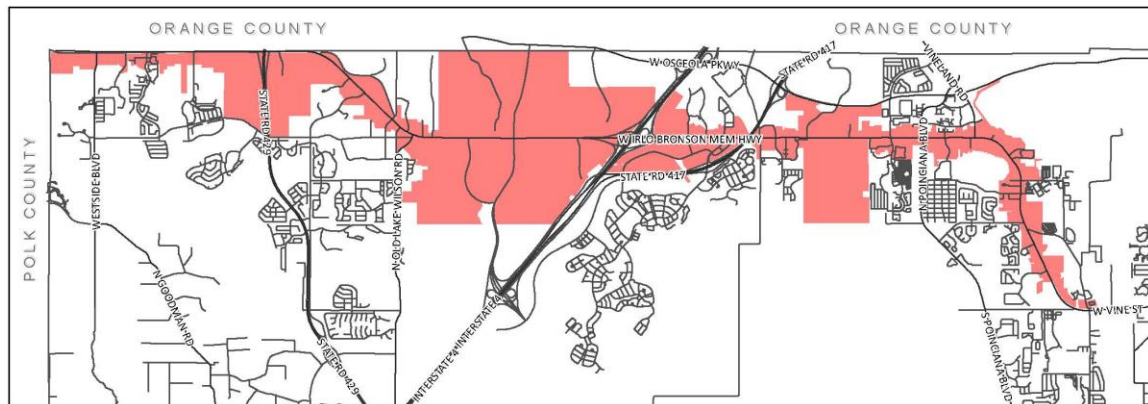 ORANGE COUNTY
ORANGE COUNTY
W OSCEOLA PKWY
STATE RD 417
VINELAND RD
STATE RD 429
W IRLO BRONSON MEM HWY
N POINCIANA BLVD
POLK COUNTY
WESTSIDE BLVD
N OLD LAKE WILSON RD
STATE RD 417
N GOODMAN RD
STATE RD 429
INTERSTATE 4
INTERSTATE 4
S POINCIANA BLVD
W VINE ST